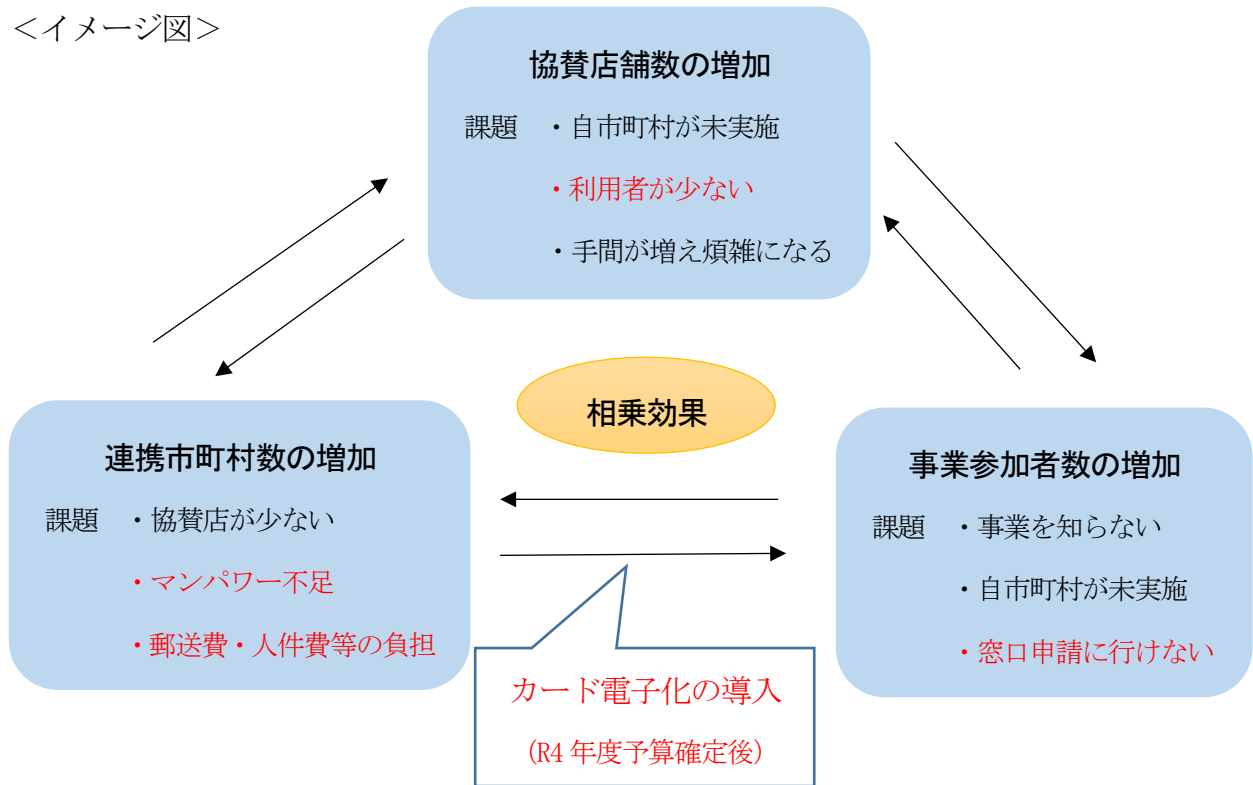 ＜イメージ図＞
協賛店舗数の増加
課題　・自市町村が未実施
・利用者が少ない
・手間が増え煩雑になる
相乗効果
連携市町村数の増加
課題　・協賛店が少ない
・マンパワー不足
・郵送費・人件費等の負担
事業参加者数の増加
課題　・事業を知らない
・自市町村が未実施
・窓口申請に行けない
カード電子化の導入
（R4 年度予算確定後）